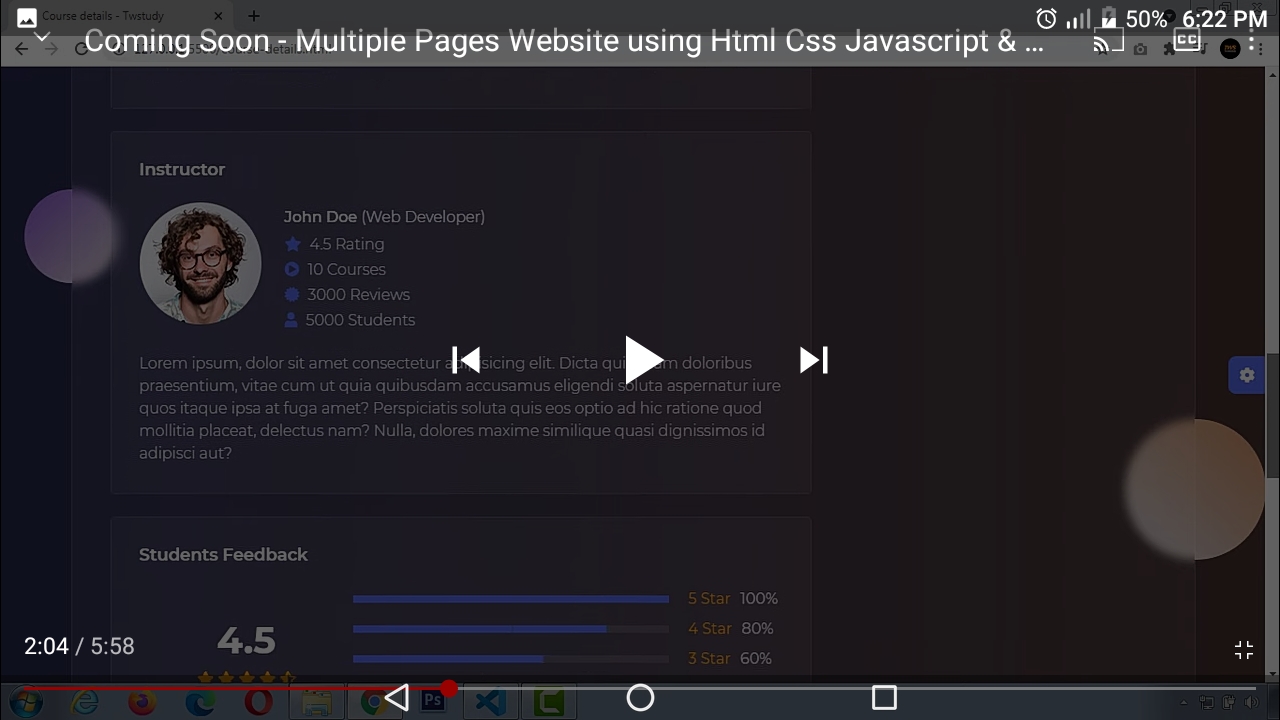 Course details - Twstudy
50% 6:22 PM
Coming Soon - Multiple Pages Website using Html Css Javascript & ...
CC
Instructor
John Doe (Web Developer)
4.5 Rating
10 Courses
3000 Reviews
5000 Students
Lorem ipsum, dolor sit amet consectetur adipisicing elit. Dicta doloribus
praesentium, vitae cum ut quia quibusdam accusamus eligendi soluta aspernatur iure
quos itaque ipsa at fuga amet? Perspiciatis soluta quis eos optio ad hic ratione quod
mollitia placeat, delectus nam? Nulla, dolores maxime similique quasi dignissimos id
adipisci aut?
Students Feedback
5 Star 100%
4.5
4 Star 80%
3 Star 60%
2:04 / 5:58
Ps